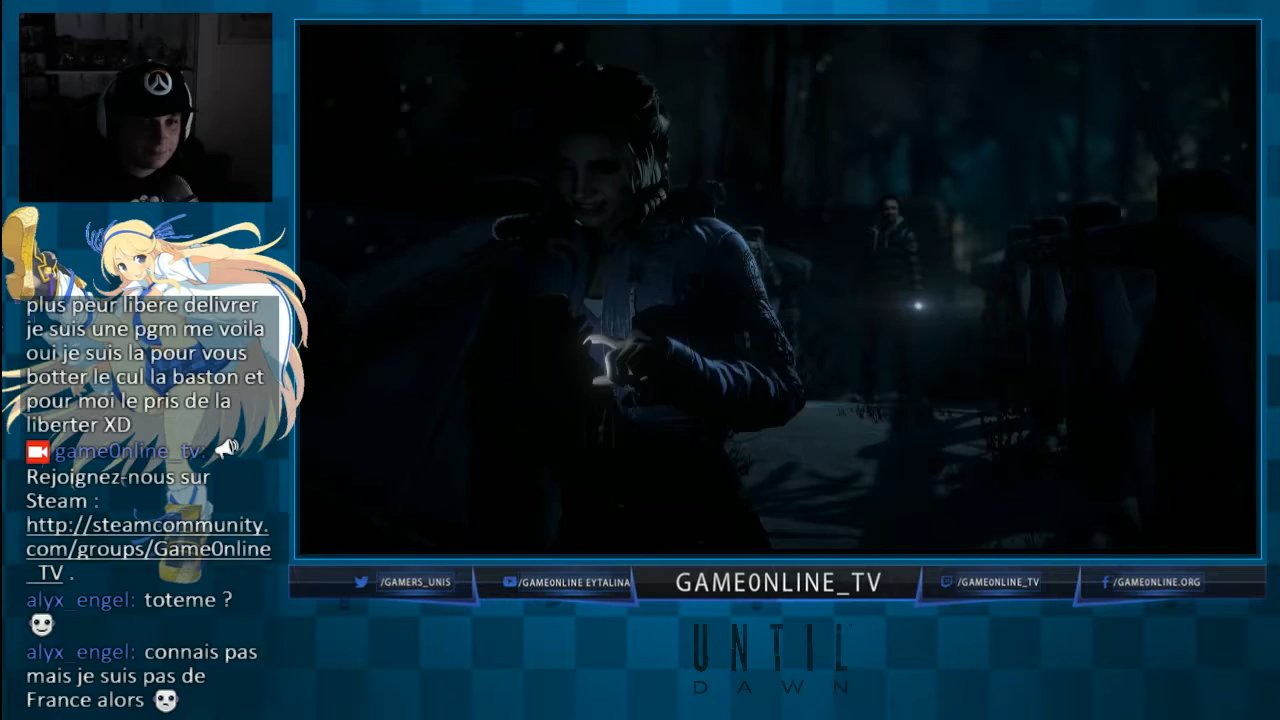 plus peur libere delivrer
je suis une pgm me voila
oui je suis la pour vous
botter le cul la baston et
pour moi le pris de la
liberter XD
game0nline_tv:
Rejoignez-nous sur
Steam :
http://steamcommunity.
com/groups/Game0nline
_TV .
alyx_engel: toteme ?
alyx_engel: connais pas
mais je suis pas de
France alors
/GAMERS_UNIS
/GAME0NLINE EYTALINA
GAME0NLINE_TV
/GAME0NLINE_TV
/GAME0NLINE.ORG
UNTIL
DAWN